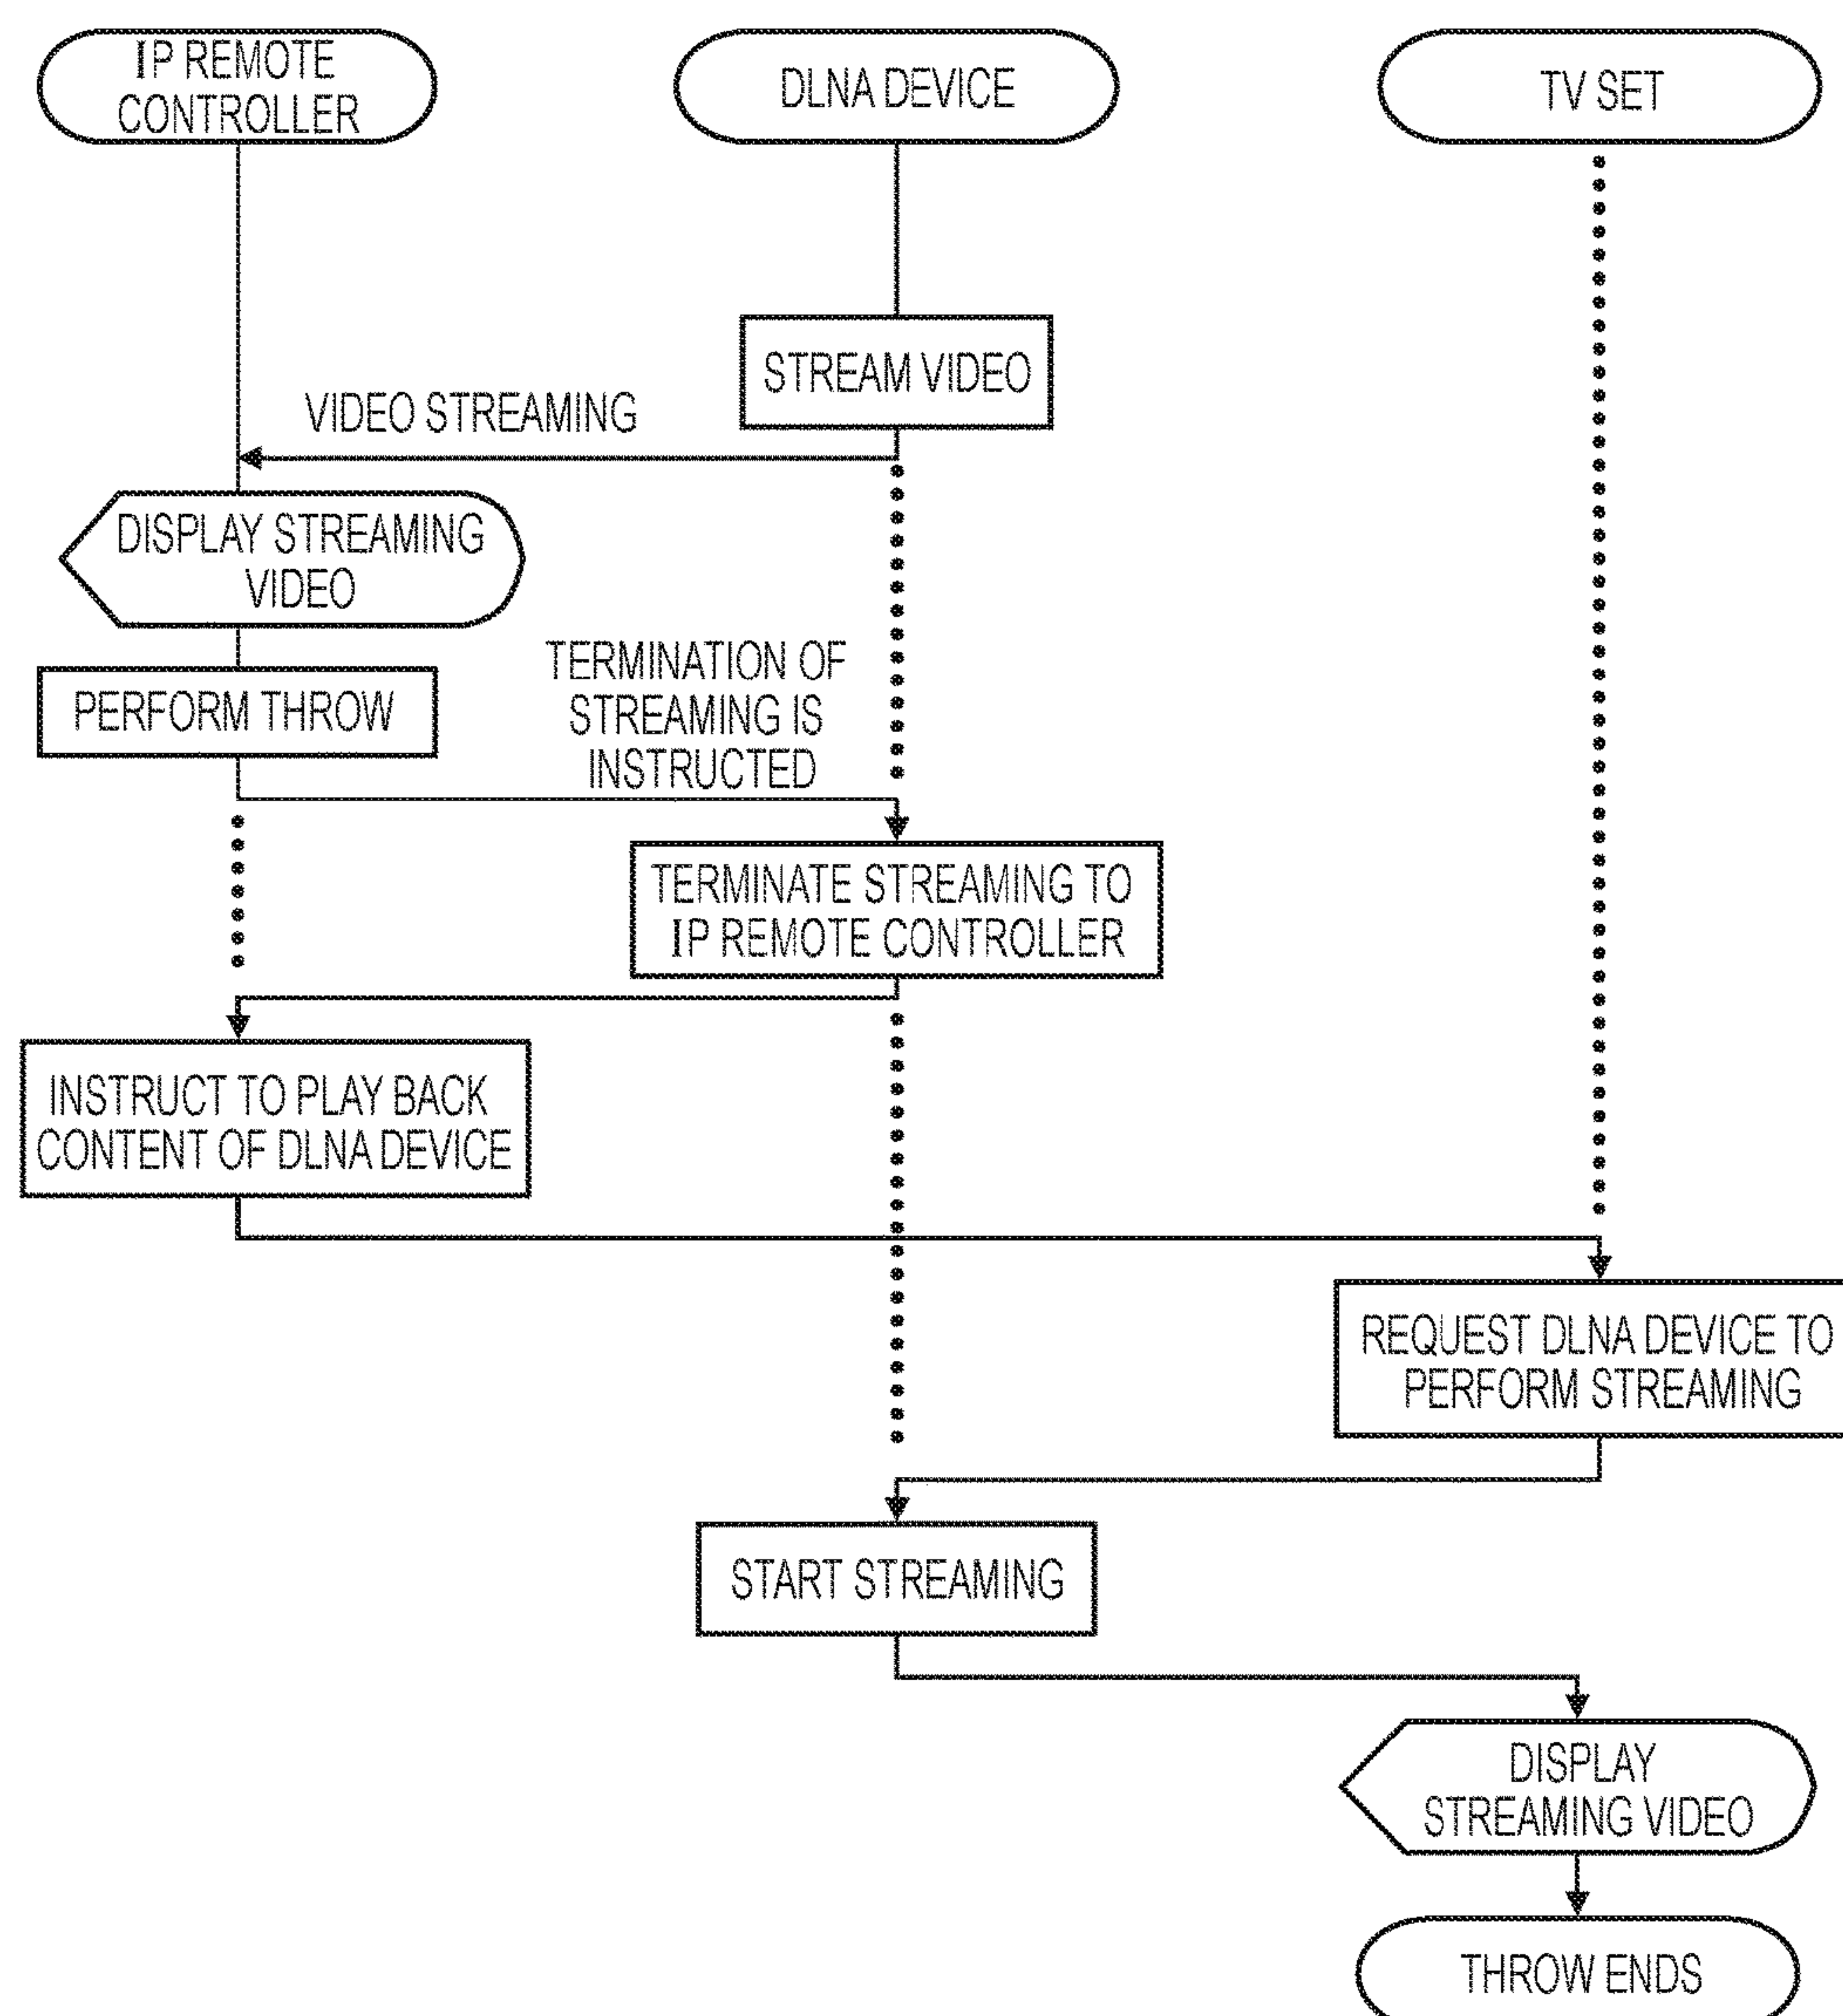 IP REMOTE
CONTROLLER
DLNA DEVICE
TV SET
STREAM VIDEO
VIDEO STREAMING
DISPLAY STREAMING
VIDEO
PERFORM THROW
TERMINATION OF
STREAMING IS
INSTRUCTED
TERMINATE STREAMING TO
IP REMOTE CONTROLLER
INSTRUCT TO PLAY BACK
CONTENT OF DLNA DEVICE
REQUEST DLNA DEVICE TO
PERFORM STREAMING
START STREAMING
DISPLAY
STREAMING VIDEO
THROW ENDS